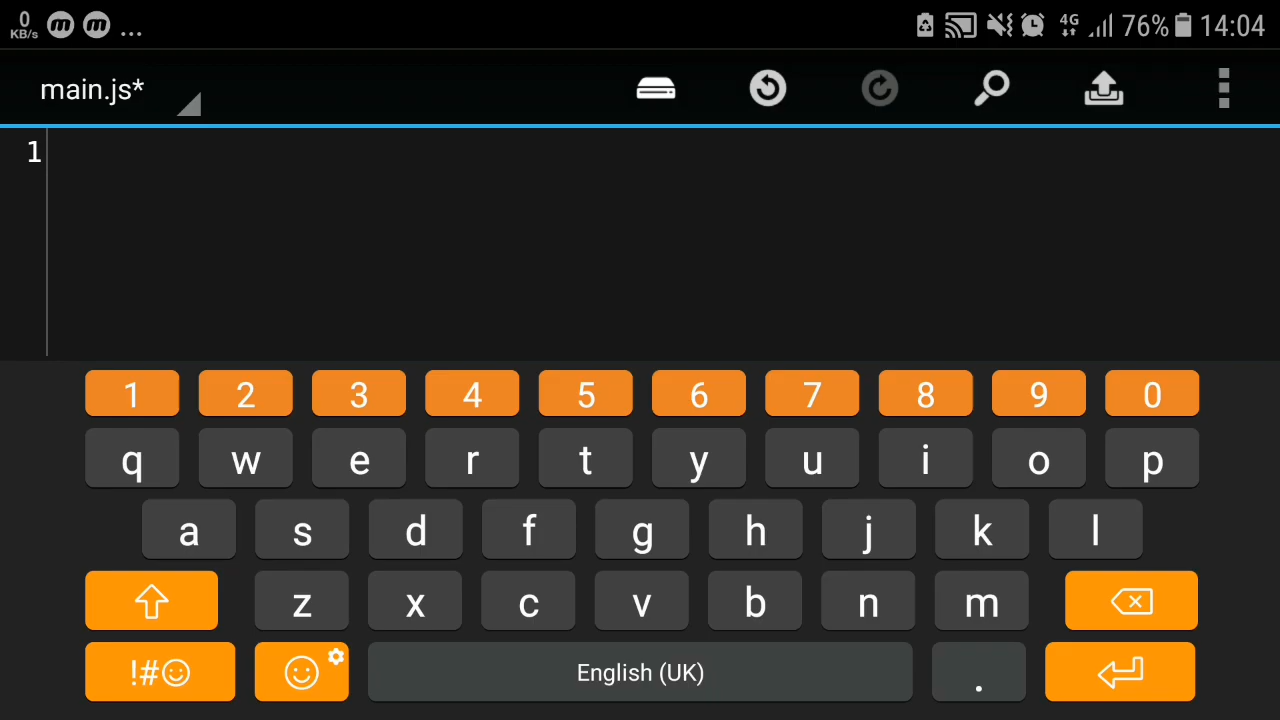 0
KB/s ... 4G 76% 14:04
main.js*
1
1 2 3 4 5 6 7 8 9 0
q w e r t y u i o p
a s d f g h j k l
z x c v b n m
!#☺ English (UK) .